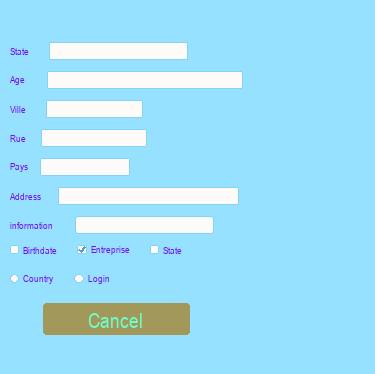 State
Age
Ville
Rue
Pays
Address
information
Birthdate Entreprise State
Country Login
Cancel